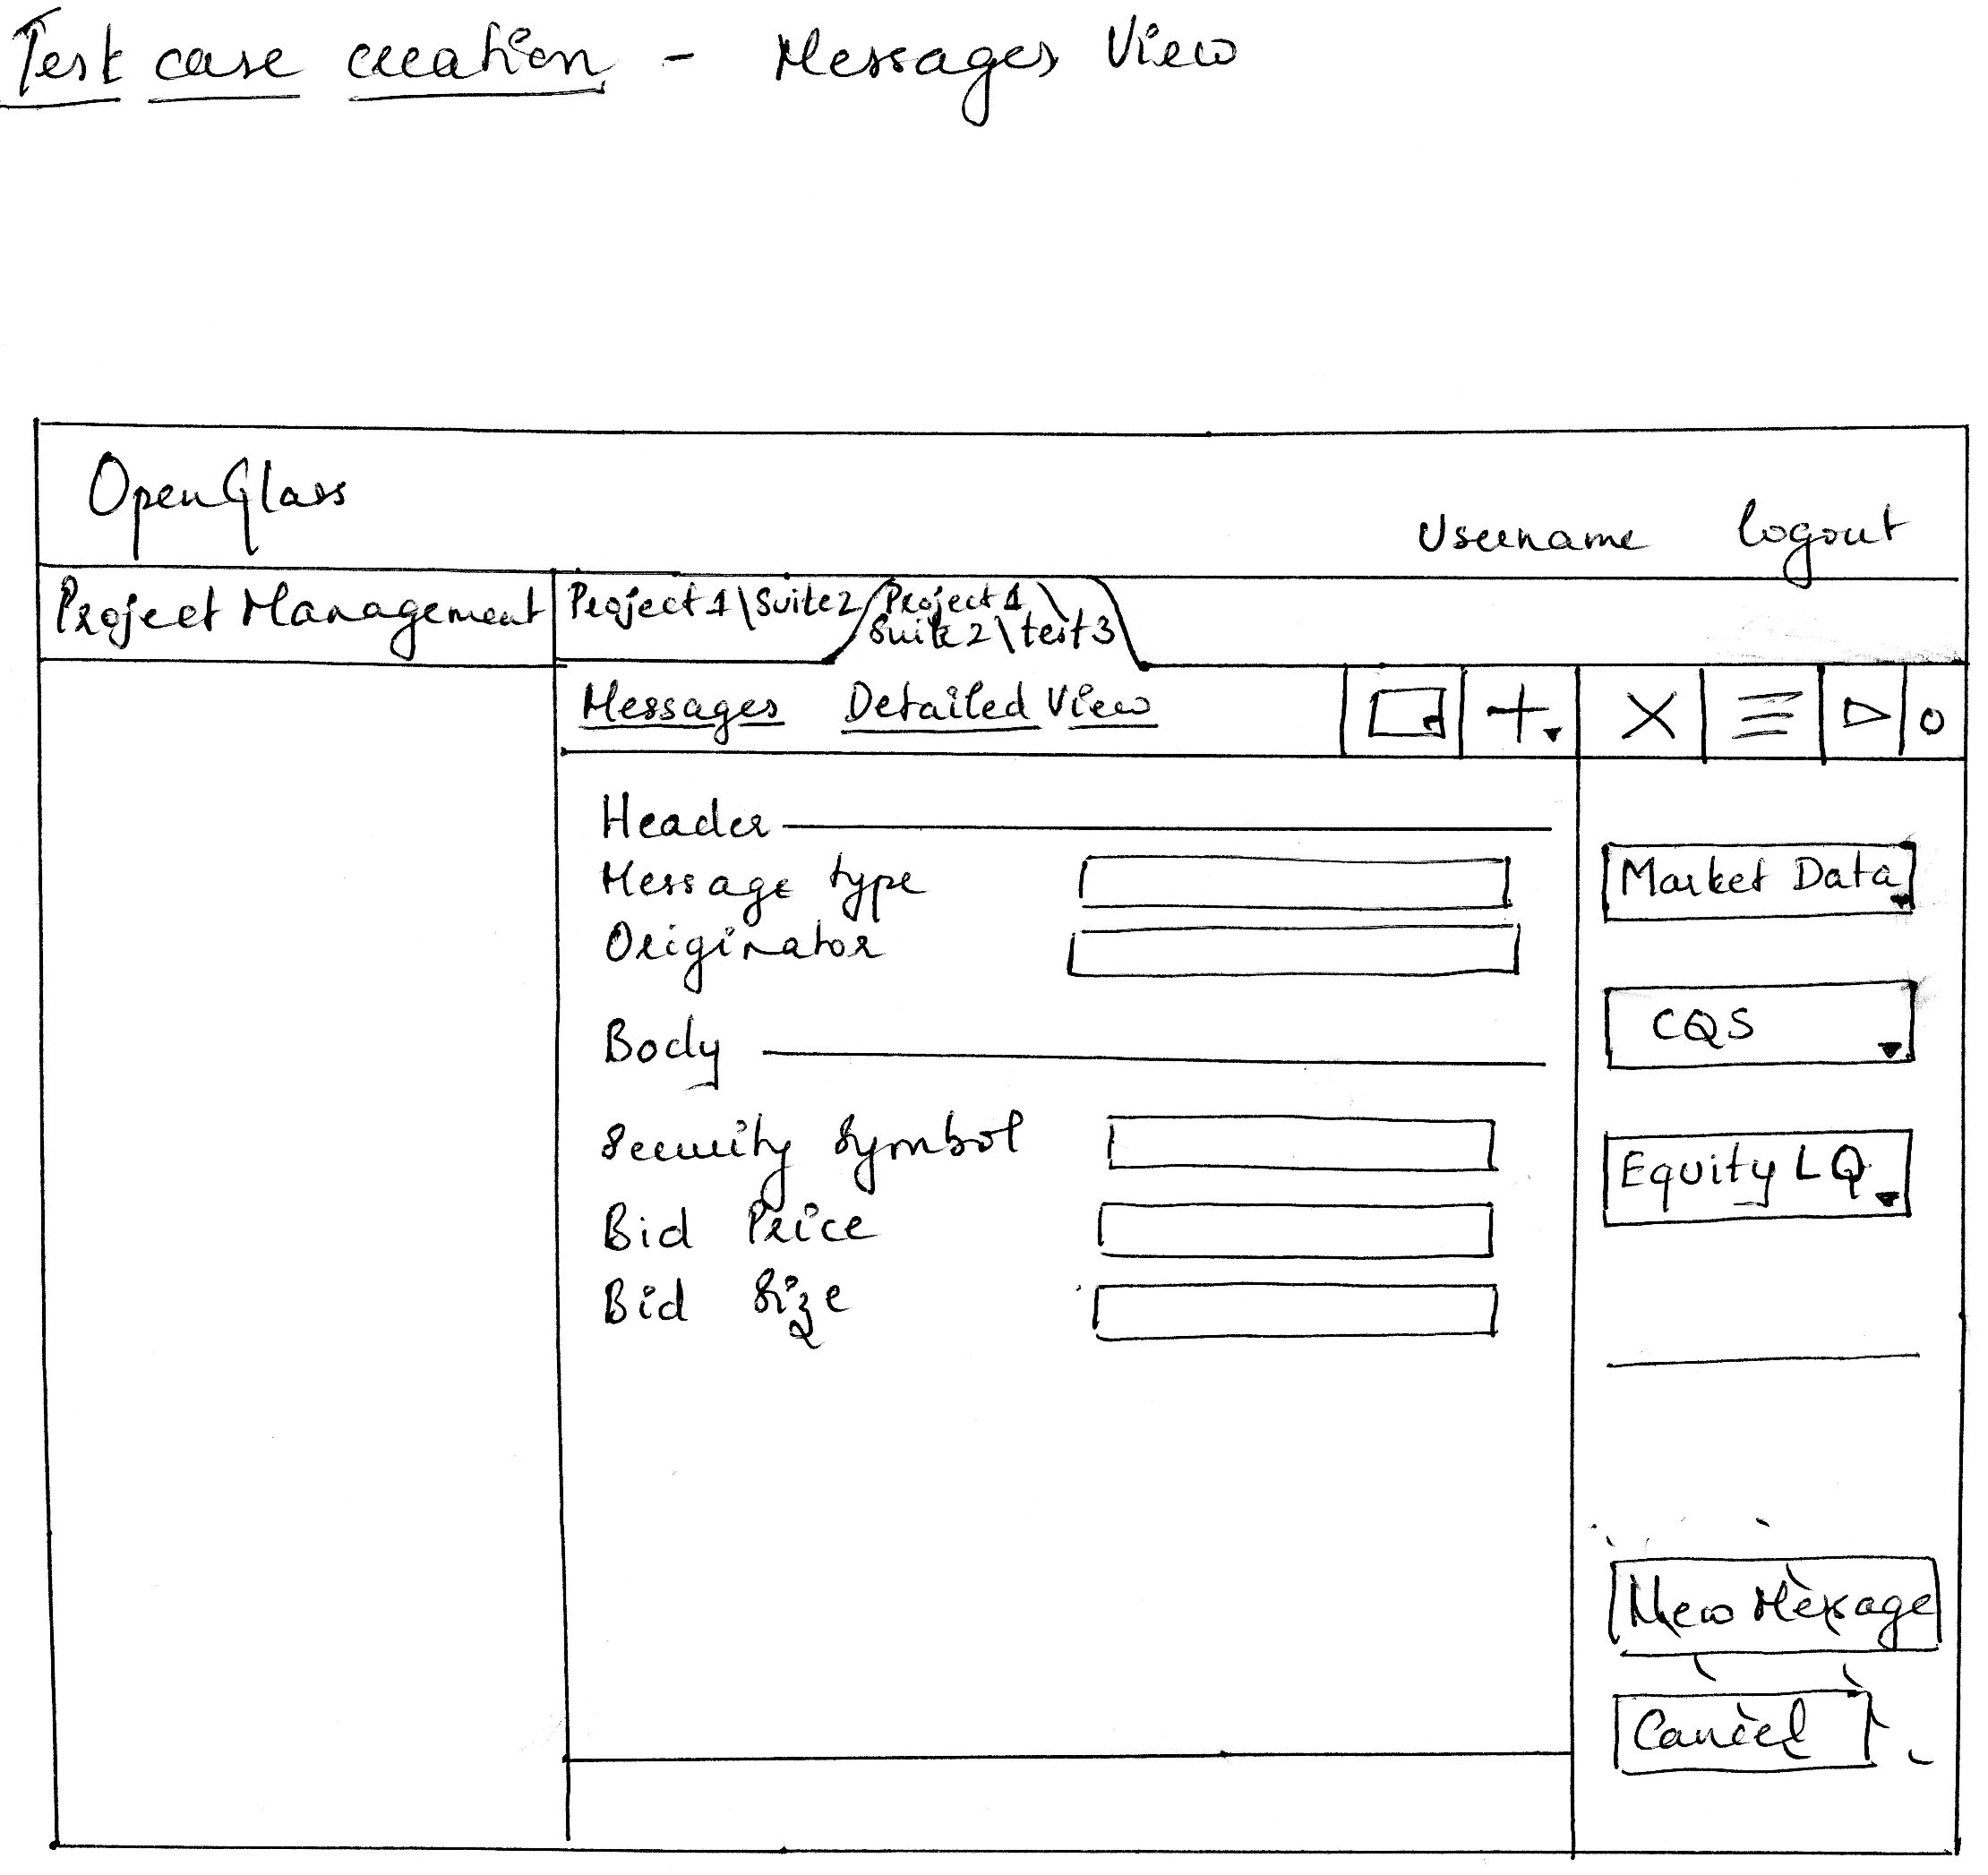 Test case creation - Messages View
OpenGlass
Username logout
Project Management
Project 1\Suite2
Project 1\
Suite 2\test3
Messages Detailed View
Header
Message type
Originator
Body
Security Symbol
Bid Price
Bid Size
Market Data
CQS
Equity LQ
New Message
Cancel